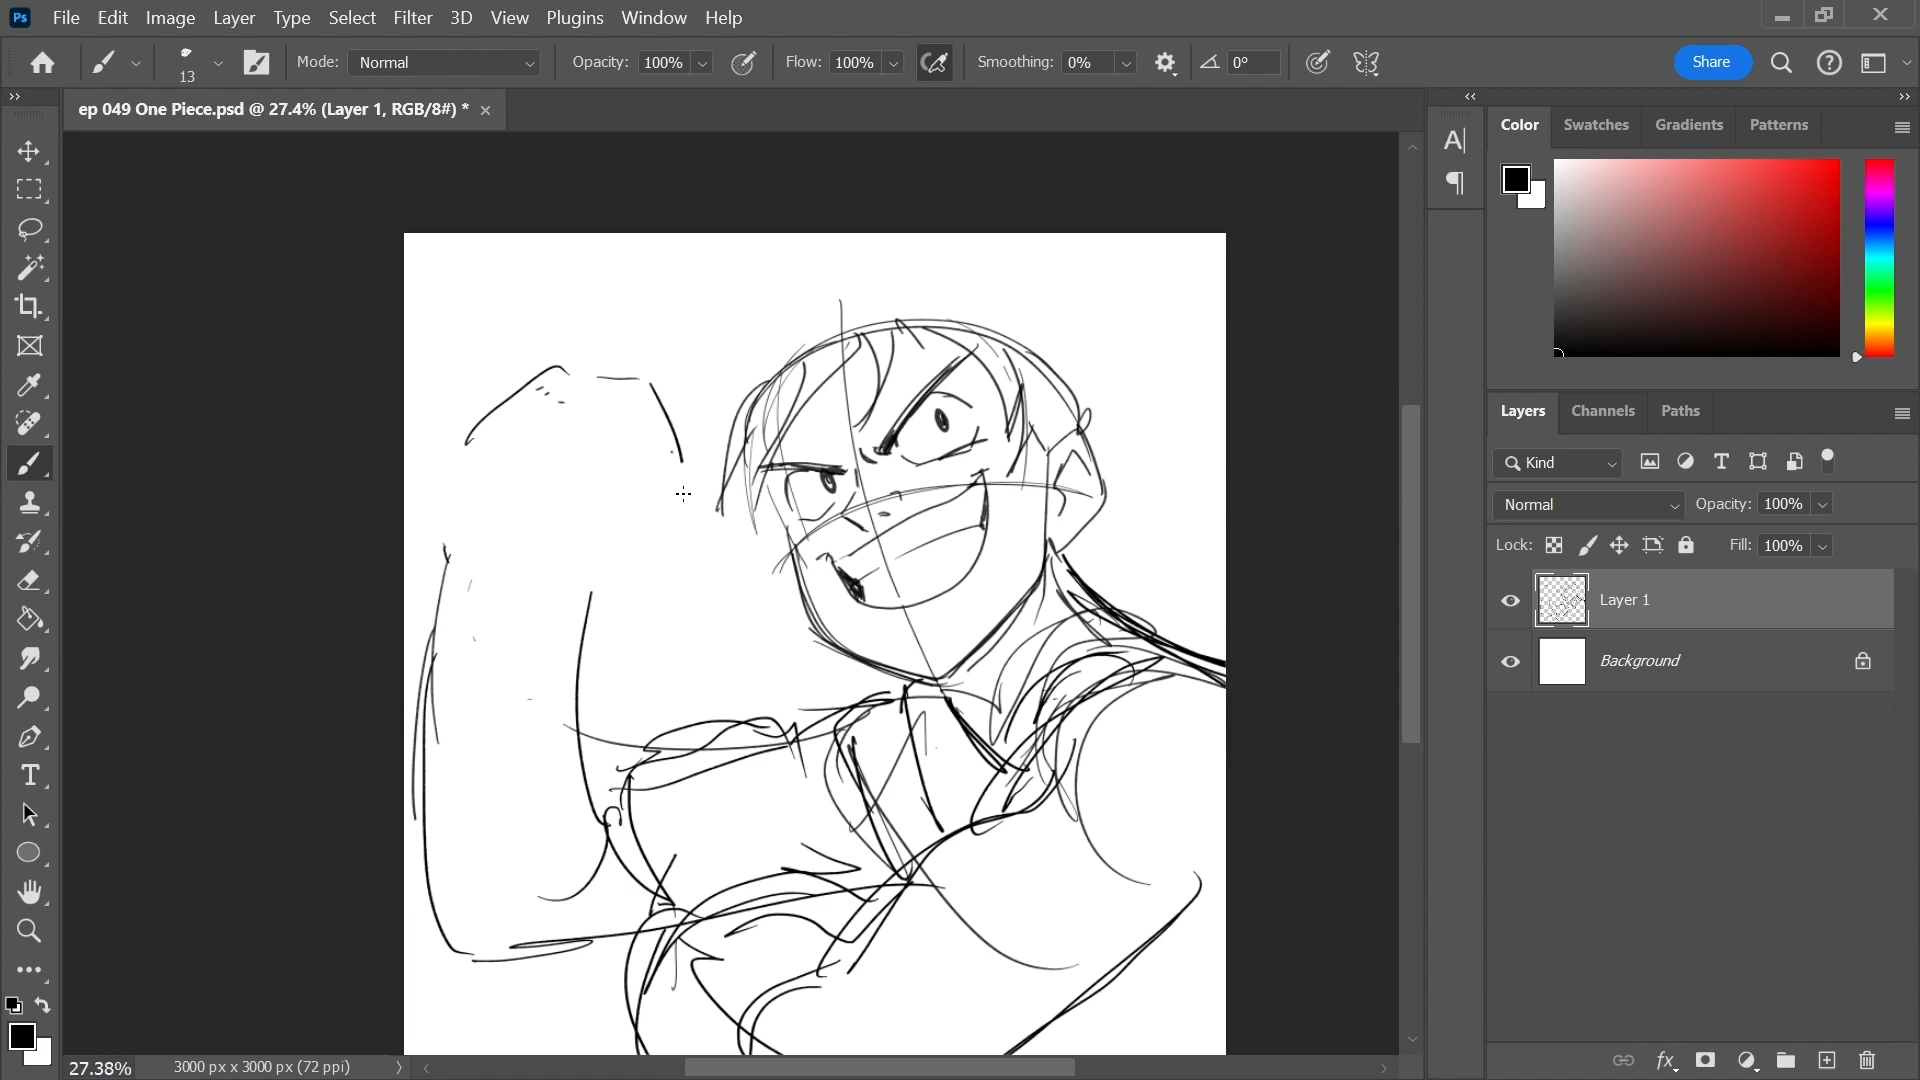 Ps File Edit Image Layer Type Select Filter 3D View Plugins Window Help
13 Mode: Normal Opacity: 100% Flow: 100% Smoothing: 0% 0° Share
ep 049 One Piece.psd @ 27.4% (Layer 1, RGB/8#) *
Color Swatches Gradients Patterns
Layers Channels Paths
Kind
Normal Opacity: 100%
Lock: Fill: 100%
Layer 1
Background
27.38% 3000 px x 3000 px (72 ppi)